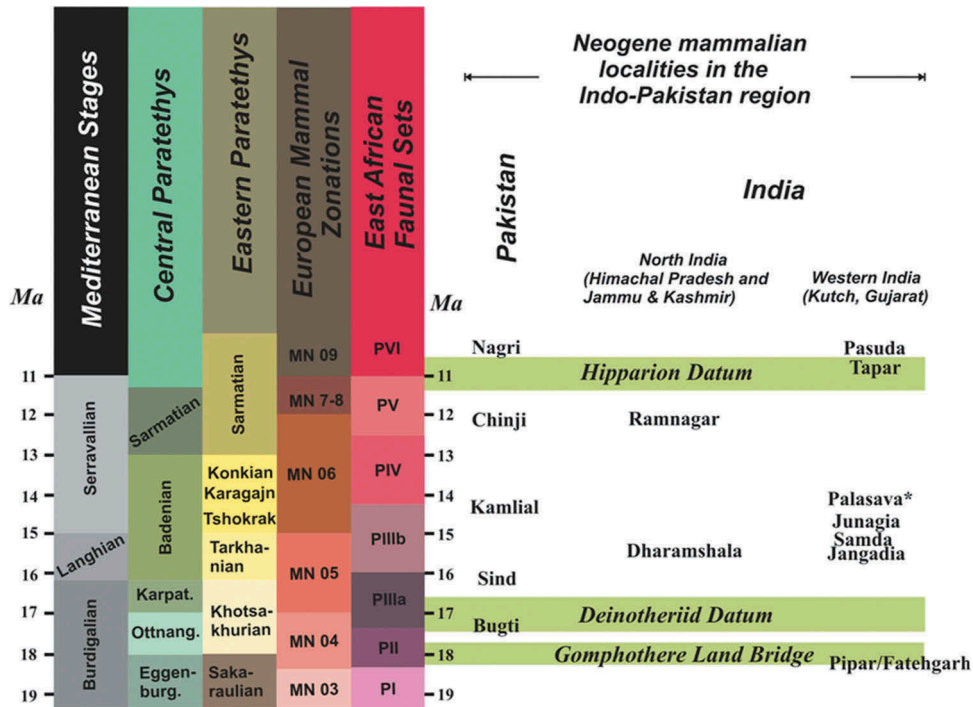 Neogene mammalian
localities in the
Indo-Pakistan region
Mediterranean Stages
Central Paratethys
Eastern Paratethys
European Mammal
Zonations
East African
Faunal Sets
Pakistan
India
North India
(Himachal Pradesh and
Jammu & Kashmir)
Western India
(Kutch, Gujarat)
Ma
11
12
13
14
15
16
17
18
19
Serravallian
Langhian
Burdigalian
Sarmatian
Badenian
Karpat.
Ottnang.
Eggen-
burg.
Sarmatian
Konkian
Karagajn
Tshokrak
Tarkha-
nian
Khotsa-
khurian
Saka-
raulian
MN 09
MN 7-8
MN 06
MN 05
MN 04
MN 03
PVI
PV
PIV
PIIIb
PIIIa
PII
PI
Ma
11
12
13
14
15
16
17
18
19
Nagri
Chinji
Kamlial
Sind
Bugti
Hipparion Datum
Ramnagar
Dharamshala
Deinotheriid Datum
Gomphothere Land Bridge
Pasuda
Tapar
Palasava*
Junagia
Samda
Jangadia
Pipar/Fatehgarh